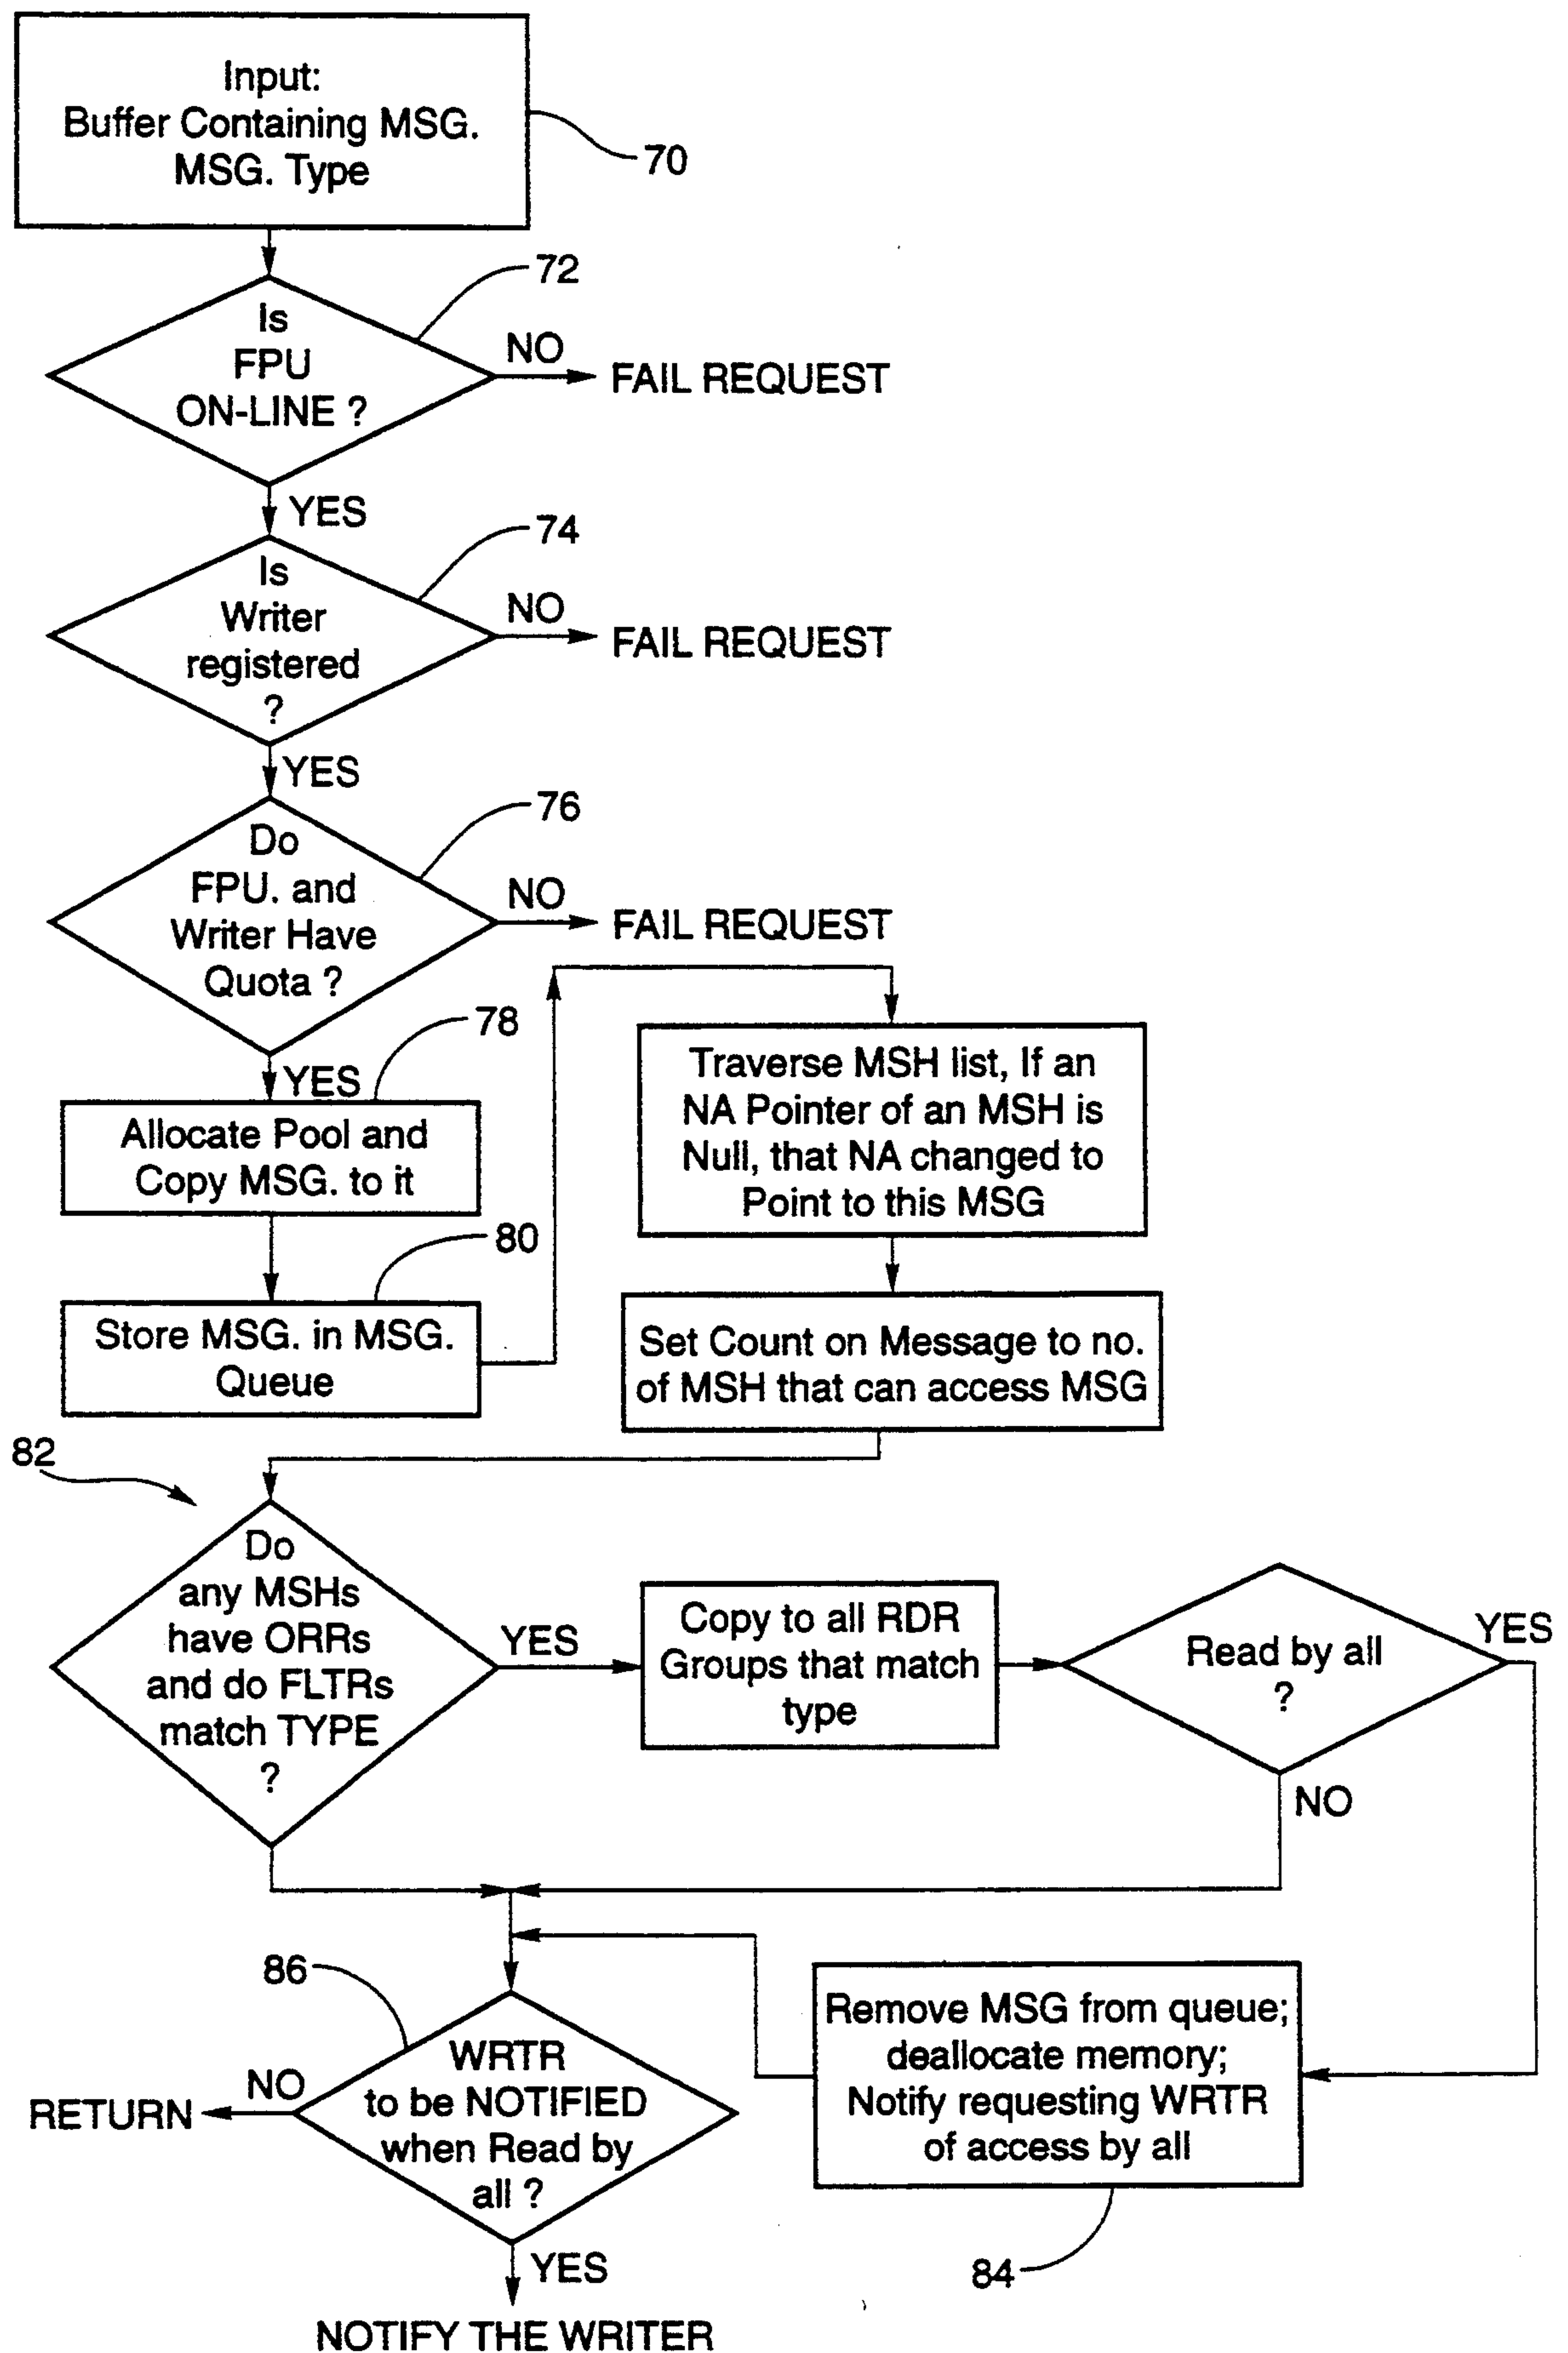 Input:
Buffer Containing MSG.
MSG. Type
70
72
Is
FPU
ON-LINE ?
NO
FAIL REQUEST
YES
74
Is
Writer
registered
?
NO
FAIL REQUEST
YES
76
Do
FPU. and
Writer Have
Quota ?
NO
FAIL REQUEST
YES
78
Allocate Pool and
Copy MSG. to it
80
Store MSG. in MSG.
Queue
Traverse MSH list, If an
NA Pointer of an MSH is
Null, that NA changed to
Point to this MSG
Set Count on Message to no.
of MSH that can access MSG
82
Do
any MSHs
have ORRs
and do FLTRs
match TYPE
?
YES
Copy to all RDR
Groups that match
type
Read by all
?
YES
NO
Remove MSG from queue;
deallocate memory;
Notify requesting WRTR
of access by all
84
86
WRTR
to be NOTIFIED
when Read by
all ?
NO
RETURN
YES
NOTIFY THE WRITER